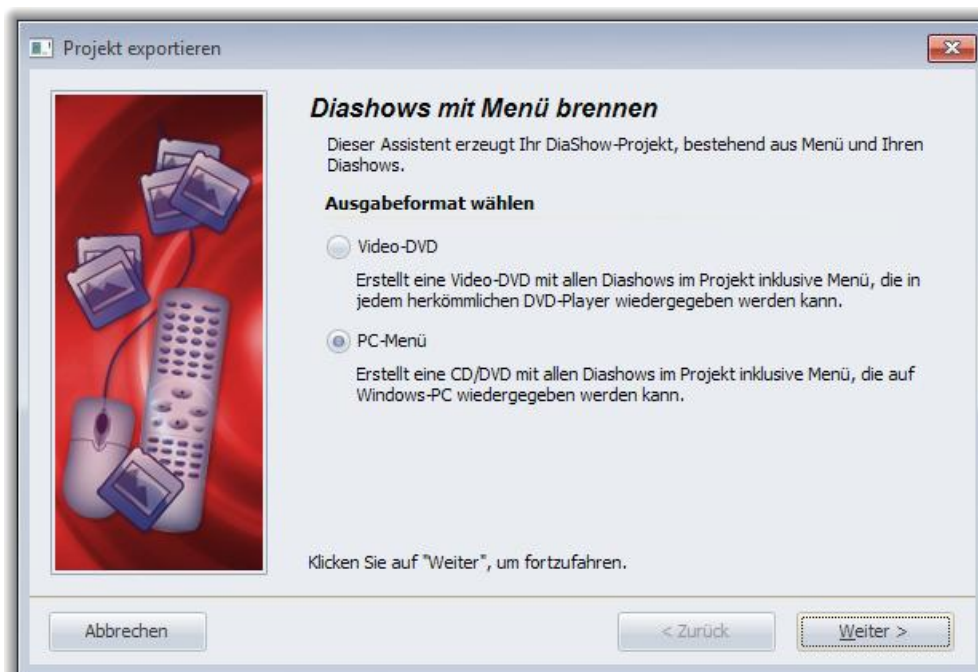 Projekt exportieren
Diashows mit Menü brennen
Dieser Assistent erzeugt Ihr DiaShow-Projekt, bestehend aus Menü und Ihren
Diashows.
Ausgabeformat wählen
Video-DVD
Erstellt eine Video-DVD mit allen Diashows im Projekt inklusive Menü, die in
jedem herkömmlichen DVD-Player wiedergegeben werden kann.
PC-Menü
Erstellt eine CD/DVD mit allen Diashows im Projekt inklusive Menü, die auf
Windows-PC wiedergegeben werden kann.
Klicken Sie auf "Weiter", um fortzufahren.
Abbrechen
< Zurück
Weiter >